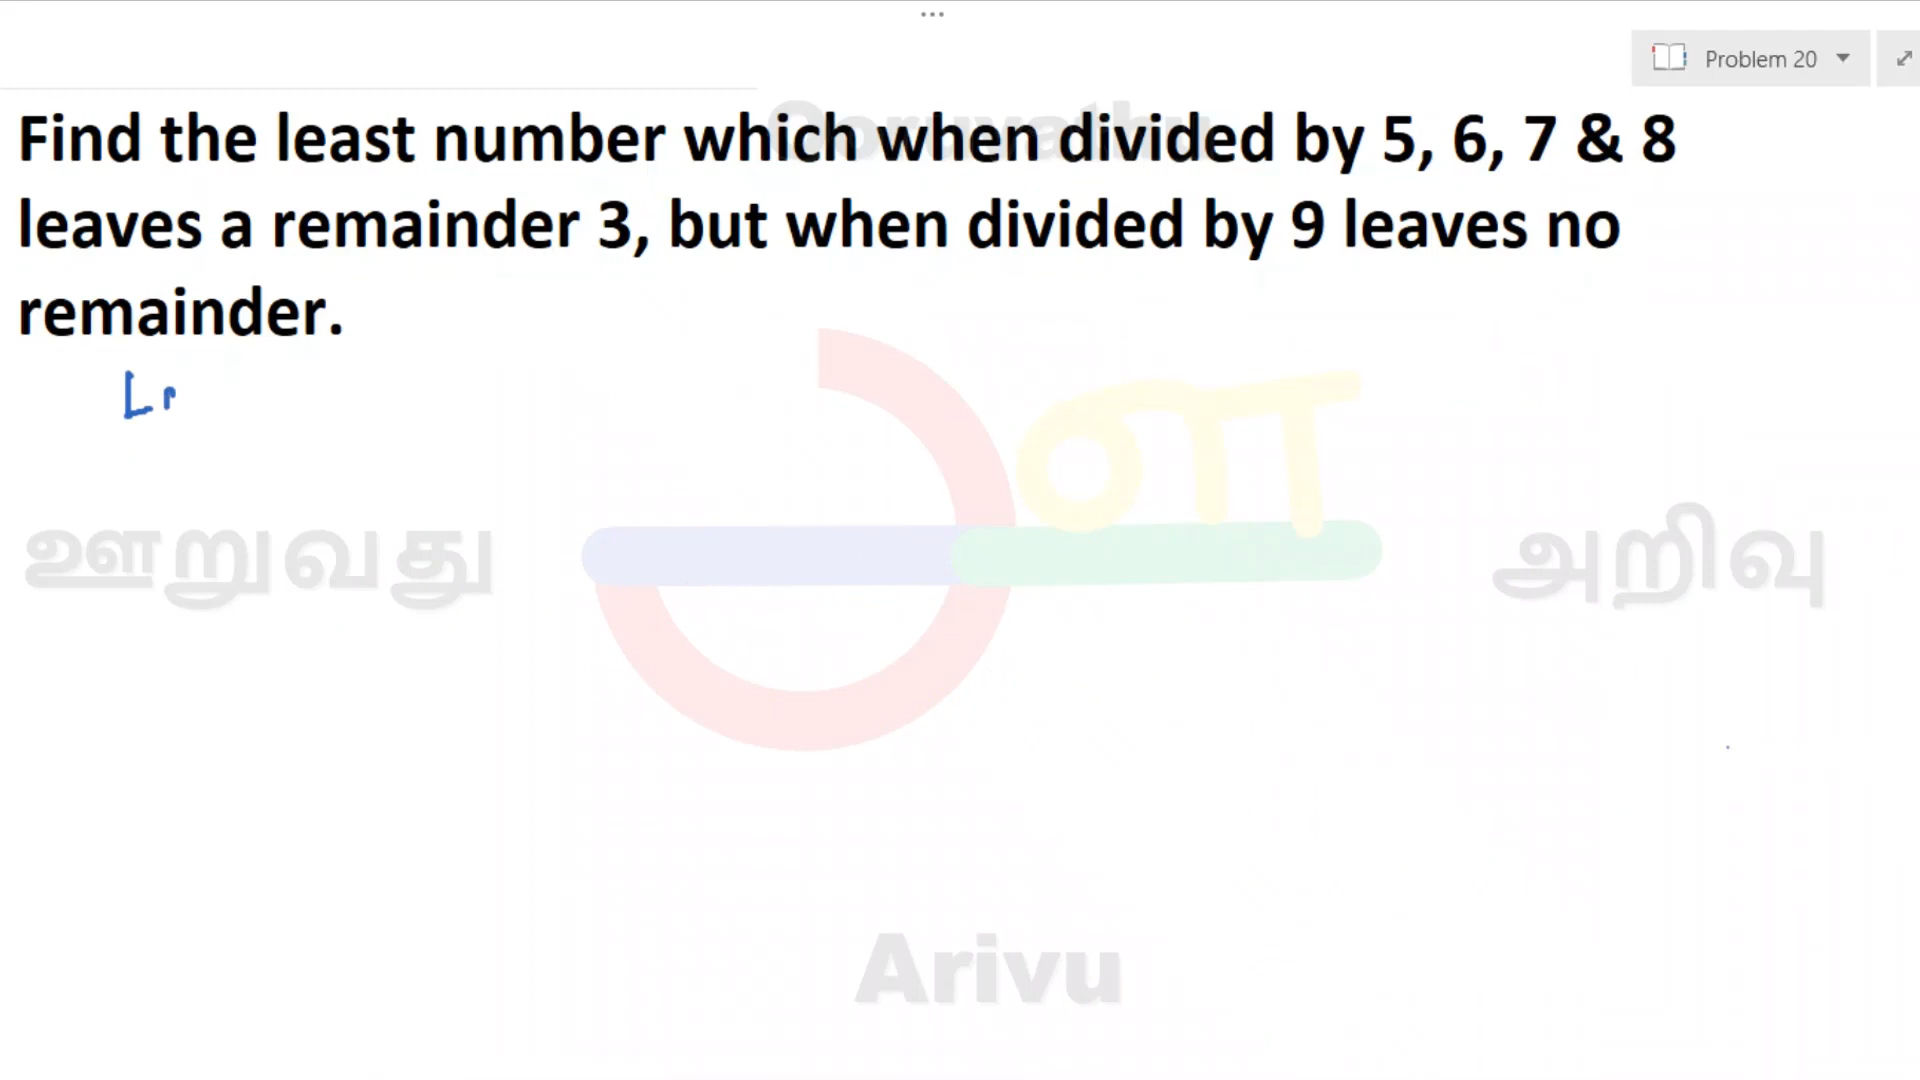 Problem 20
Find the least number which when divided by 5, 6, 7 & 8
leaves a remainder 3, but when divided by 9 leaves no
remainder.
ஊறுவது
அறிவு
Arivu